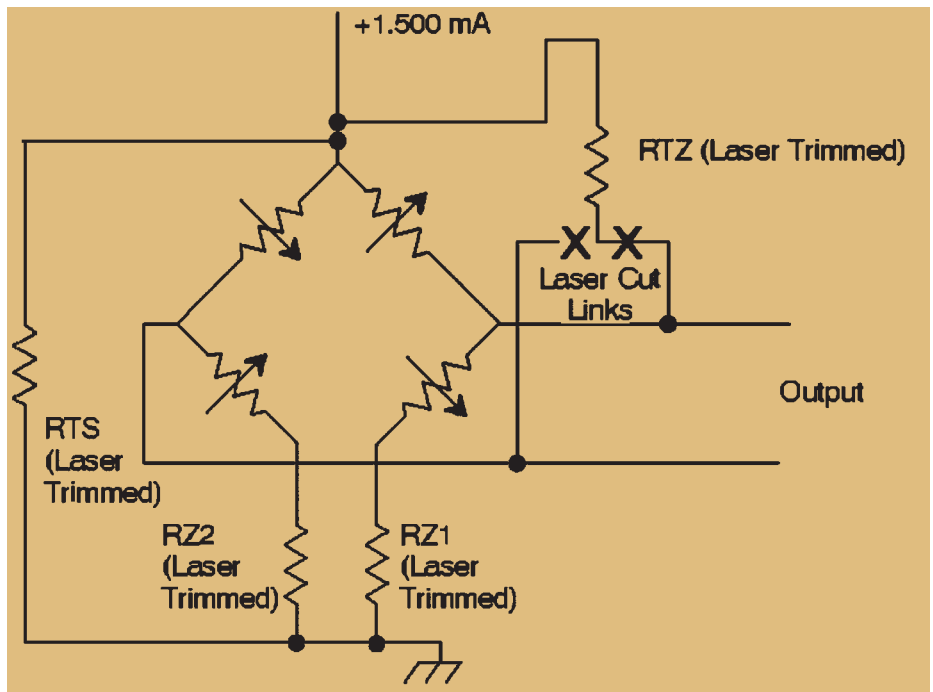 +1.500 mA
RTZ (Laser Trimmed)
Laser Cut
Links
Output
RTS
(Laser
Trimmed)
RZ2
(Laser
Trimmed)
RZ1
(Laser
Trimmed)